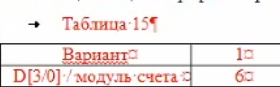 Таблица 15¶
Вариант¤ 1¤
D[3/0] / модуль счета ¤ 6¤